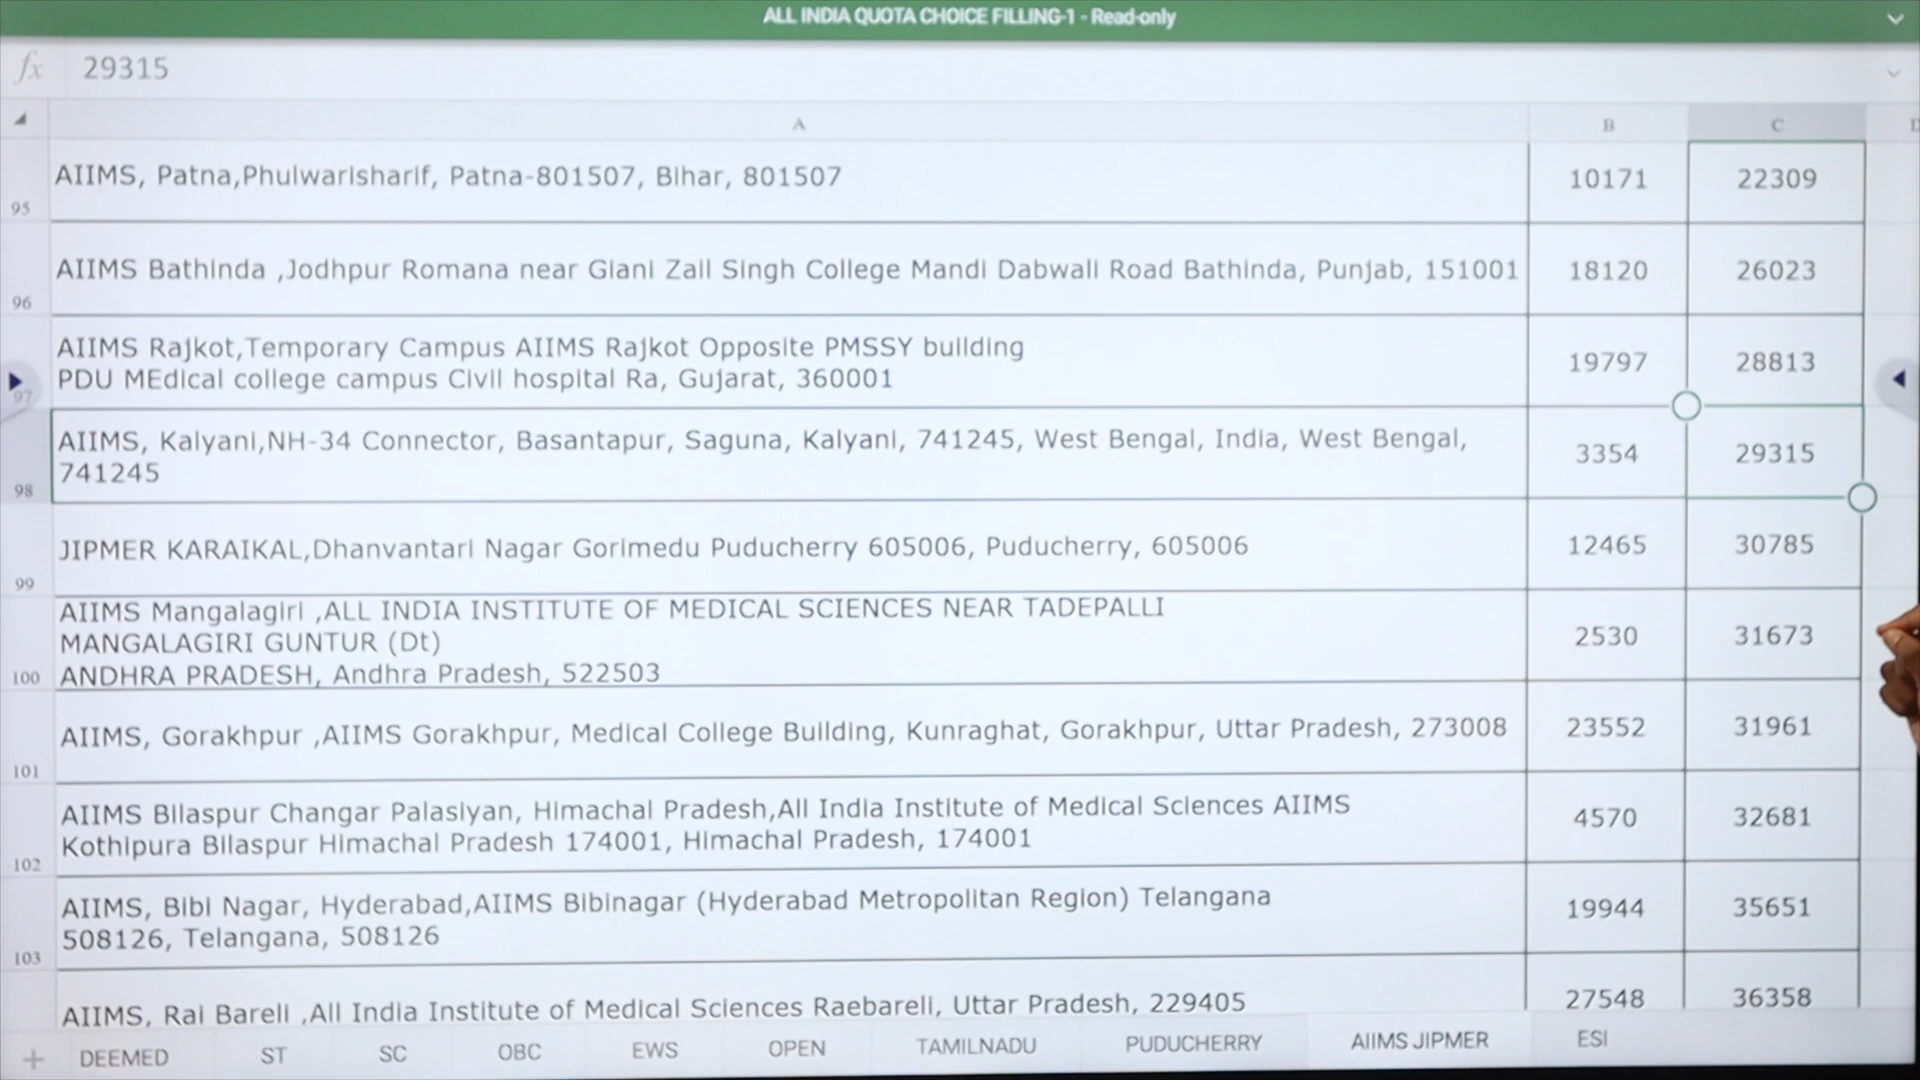 ALL INDIA QUOTA CHOICE FILLING-1 - Read-only
fx 29315
A B C D
95 AIIMS, Patna,Phulwarisharif, Patna-801507, Bihar, 801507 10171 22309
96 AIIMS Bathinda ,Jodhpur Romana near Giani Zail Singh College Mandi Dabwali Road Bathinda, Punjab, 151001 18120 26023
AIIMS Rajkot,Temporary Campus AIIMS Rajkot Opposite PMSSY building
97 PDU MEdical college campus Civil hospital Ra, Gujarat, 360001 19797 28813
AIIMS, Kalyani,NH-34 Connector, Basantapur, Saguna, Kalyani, 741245, West Bengal, India, West Bengal,
98 741245 3354 29315
99 JIPMER KARAIKAL,Dhanvantari Nagar Gorimedu Puducherry 605006, Puducherry, 605006 12465 30785
AIIMS Mangalagiri ,ALL INDIA INSTITUTE OF MEDICAL SCIENCES NEAR TADEPALLI
MANGALAGIRI GUNTUR (Dt) 2530 31673
100 ANDHRA PRADESH, Andhra Pradesh, 522503
101 AIIMS, Gorakhpur ,AIIMS Gorakhpur, Medical College Building, Kunraghat, Gorakhpur, Uttar Pradesh, 273008 23552 31961
AIIMS Bilaspur Changar Palasiyan, Himachal Pradesh,All India Institute of Medical Sciences AIIMS
102 Kothipura Bilaspur Himachal Pradesh 174001, Himachal Pradesh, 174001 4570 32681
AIIMS, Bibi Nagar, Hyderabad,AIIMS Bibinagar (Hyderabad Metropolitan Region) Telangana
103 508126, Telangana, 508126 19944 35651
AIIMS, Rai Bareli ,All India Institute of Medical Sciences Raebareli, Uttar Pradesh, 229405 27548 36358
+ DEEMED ST SC OBC EWS OPEN TAMILNADU PUDUCHERRY AIIMS JIPMER ESI